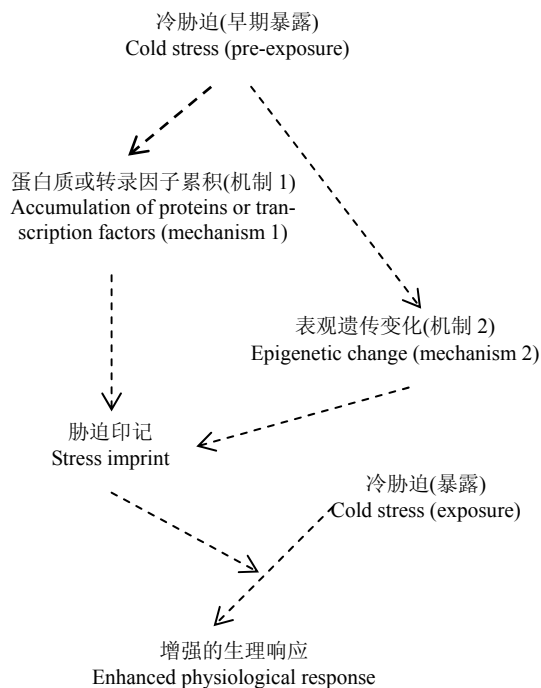 冷胁迫(早期暴露)
Cold stress (pre-exposure)
蛋白质或转录因子累积(机制 1)
Accumulation of proteins or tran-
scription factors (mechanism 1)
表观遗传变化(机制 2)
Epigenetic change (mechanism 2)
胁迫印记
Stress imprint
冷胁迫(暴露)
Cold stress (exposure)
增强的生理响应
Enhanced physiological response